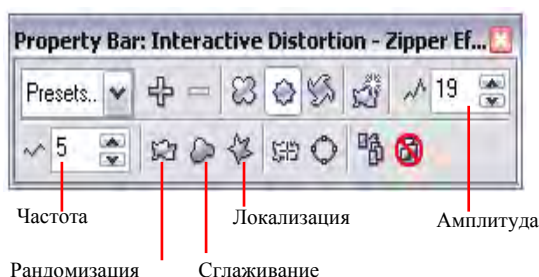 Property Bar: Interactive Distortion - Zipper Ef...
Presets.. 19
5
Частота Локализация Амплитуда
Рандомизация Сглаживание